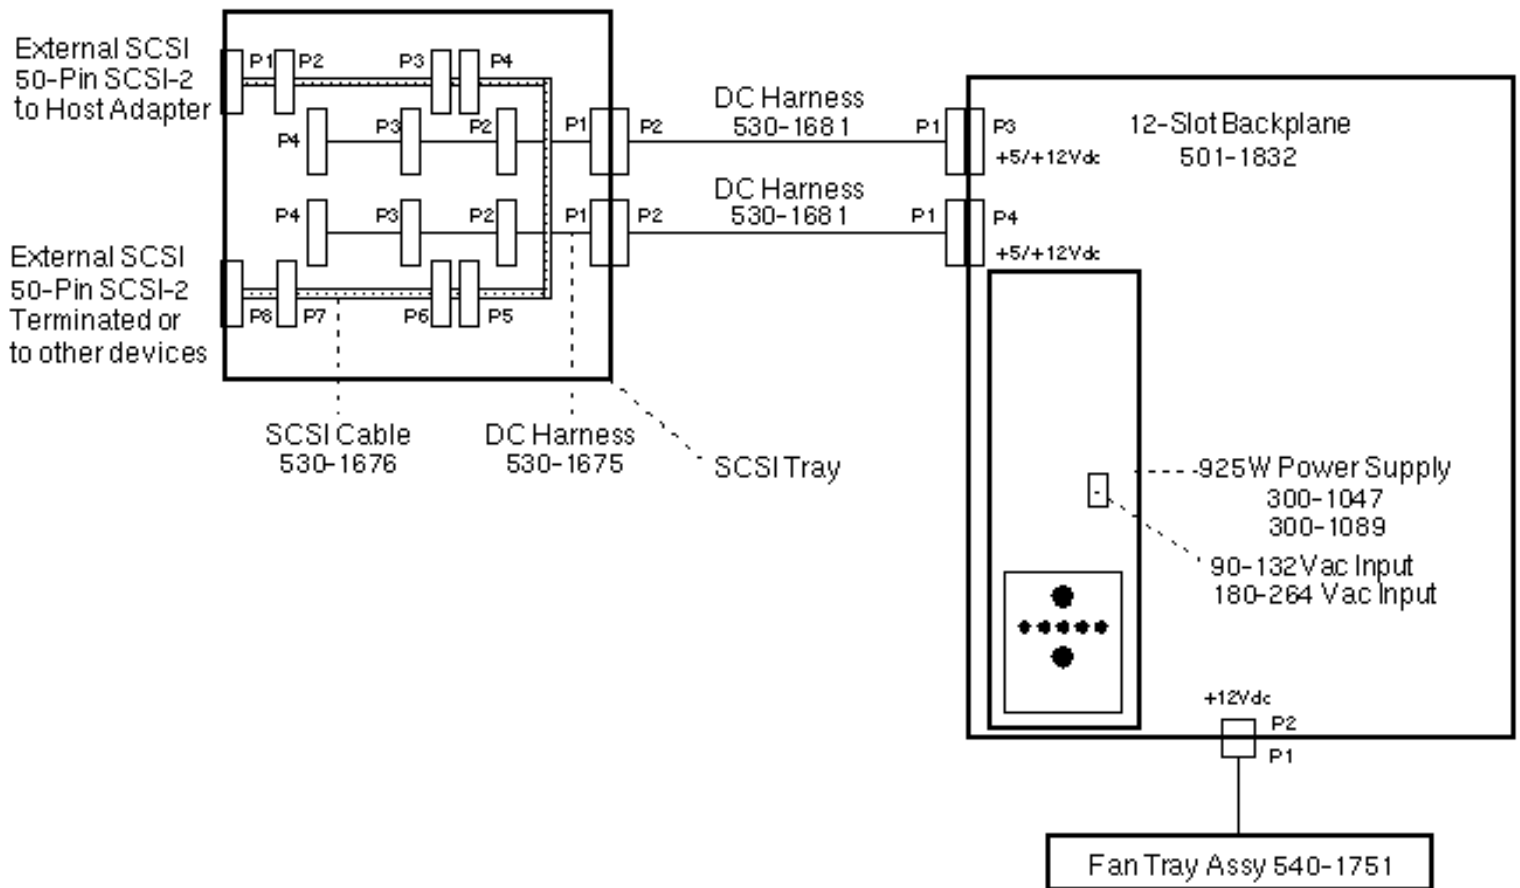 External SCSI
50-Pin SCSI-2
to Host Adapter
P1
P2
P3
P4
P4
P3
P2
P1
P2
DC Harness
530-1681
P1
P3
+5/+12Vdc
12-Slot Backplane
501-1832
P4
P3
P2
P1
P2
DC Harness
530-1681
P1
P4
+5/+12Vdc
External SCSI
50-Pin SCSI-2
Terminated or
to other devices
P8
P7
P6
P5
SCSI Cable
530-1676
DC Harness
530-1675
SCSI Tray
925W Power Supply
300-1047
300-1089
90-132Vac Input
180-264 Vac Input
+12Vdc
P2
P1
Fan Tray Assy 540-1751